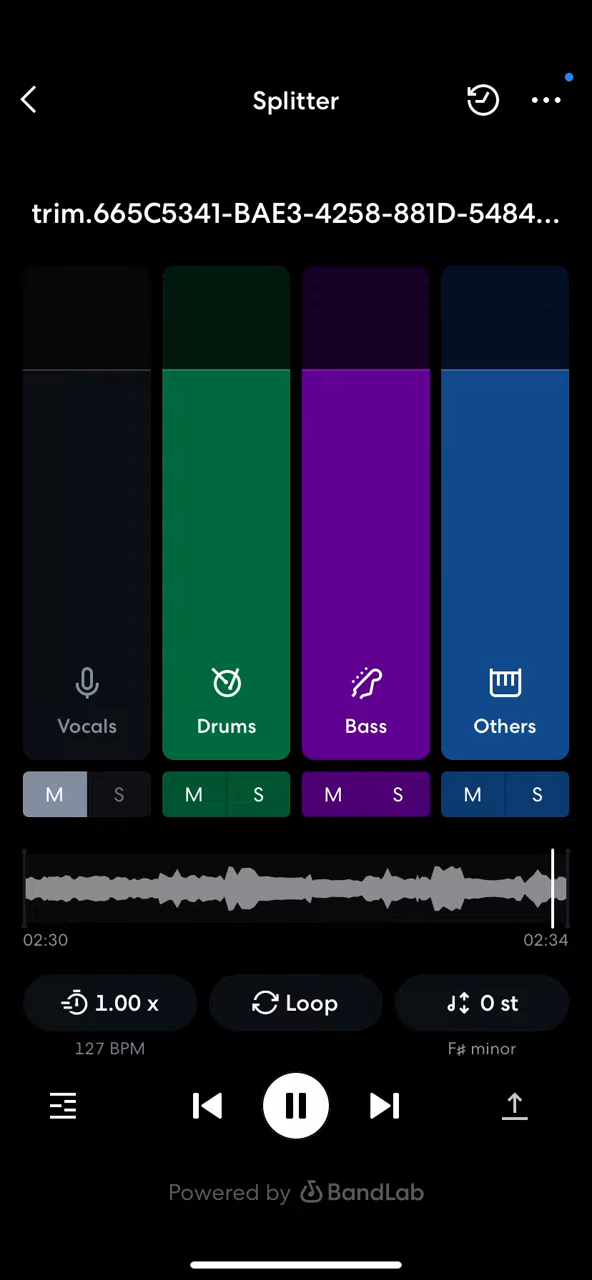 Splitter
trim.665C5341-BAE3-4258-881D-5484...
Vocals Drums Bass Others
M S M S M S M S
02:30 02:34
1.00 x Loop 0 st
127 BPM F♯ minor
Powered by BandLab